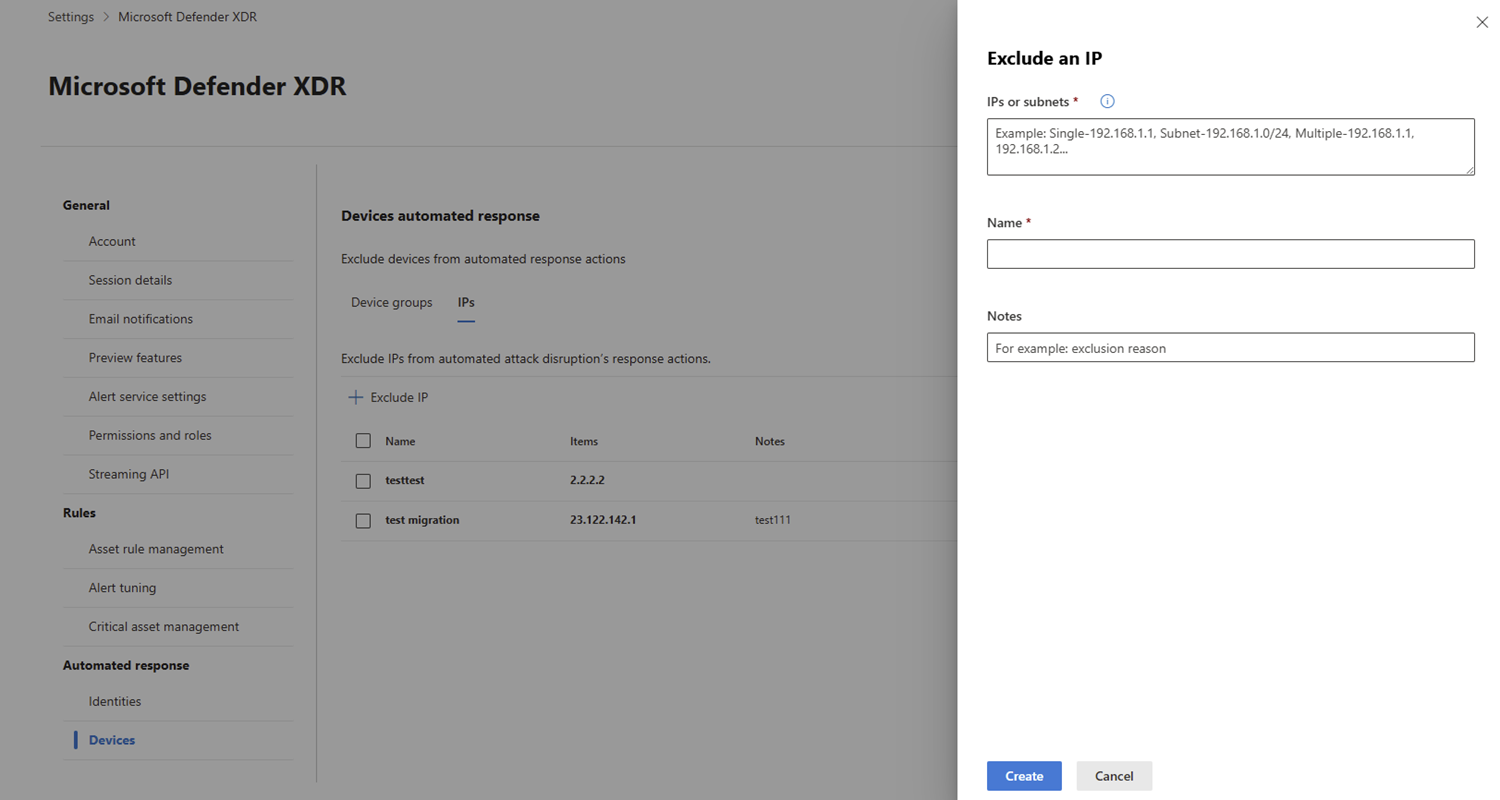 Settings > Microsoft Defender XDR
Microsoft Defender XDR
General
Account
Session details
Email notifications
Preview features
Alert service settings
Permissions and roles
Streaming API
Rules
Asset rule management
Alert tuning
Critical asset management
Automated response
Identities
Devices
Devices automated response
Exclude devices from automated response actions
Device groups IPs
Exclude IPs from automated attack disruption's response actions.
Exclude IP
Name Items Notes
testtest 2.2.2.2
test migration 23.122.142.1 test111
Exclude an IP
IPs or subnets *
Example: Single-192.168.1.1, Subnet-192.168.1.0/24, Multiple-192.168.1.1,
192.168.1.2...
Name *
Notes
For example: exclusion reason
Create Cancel